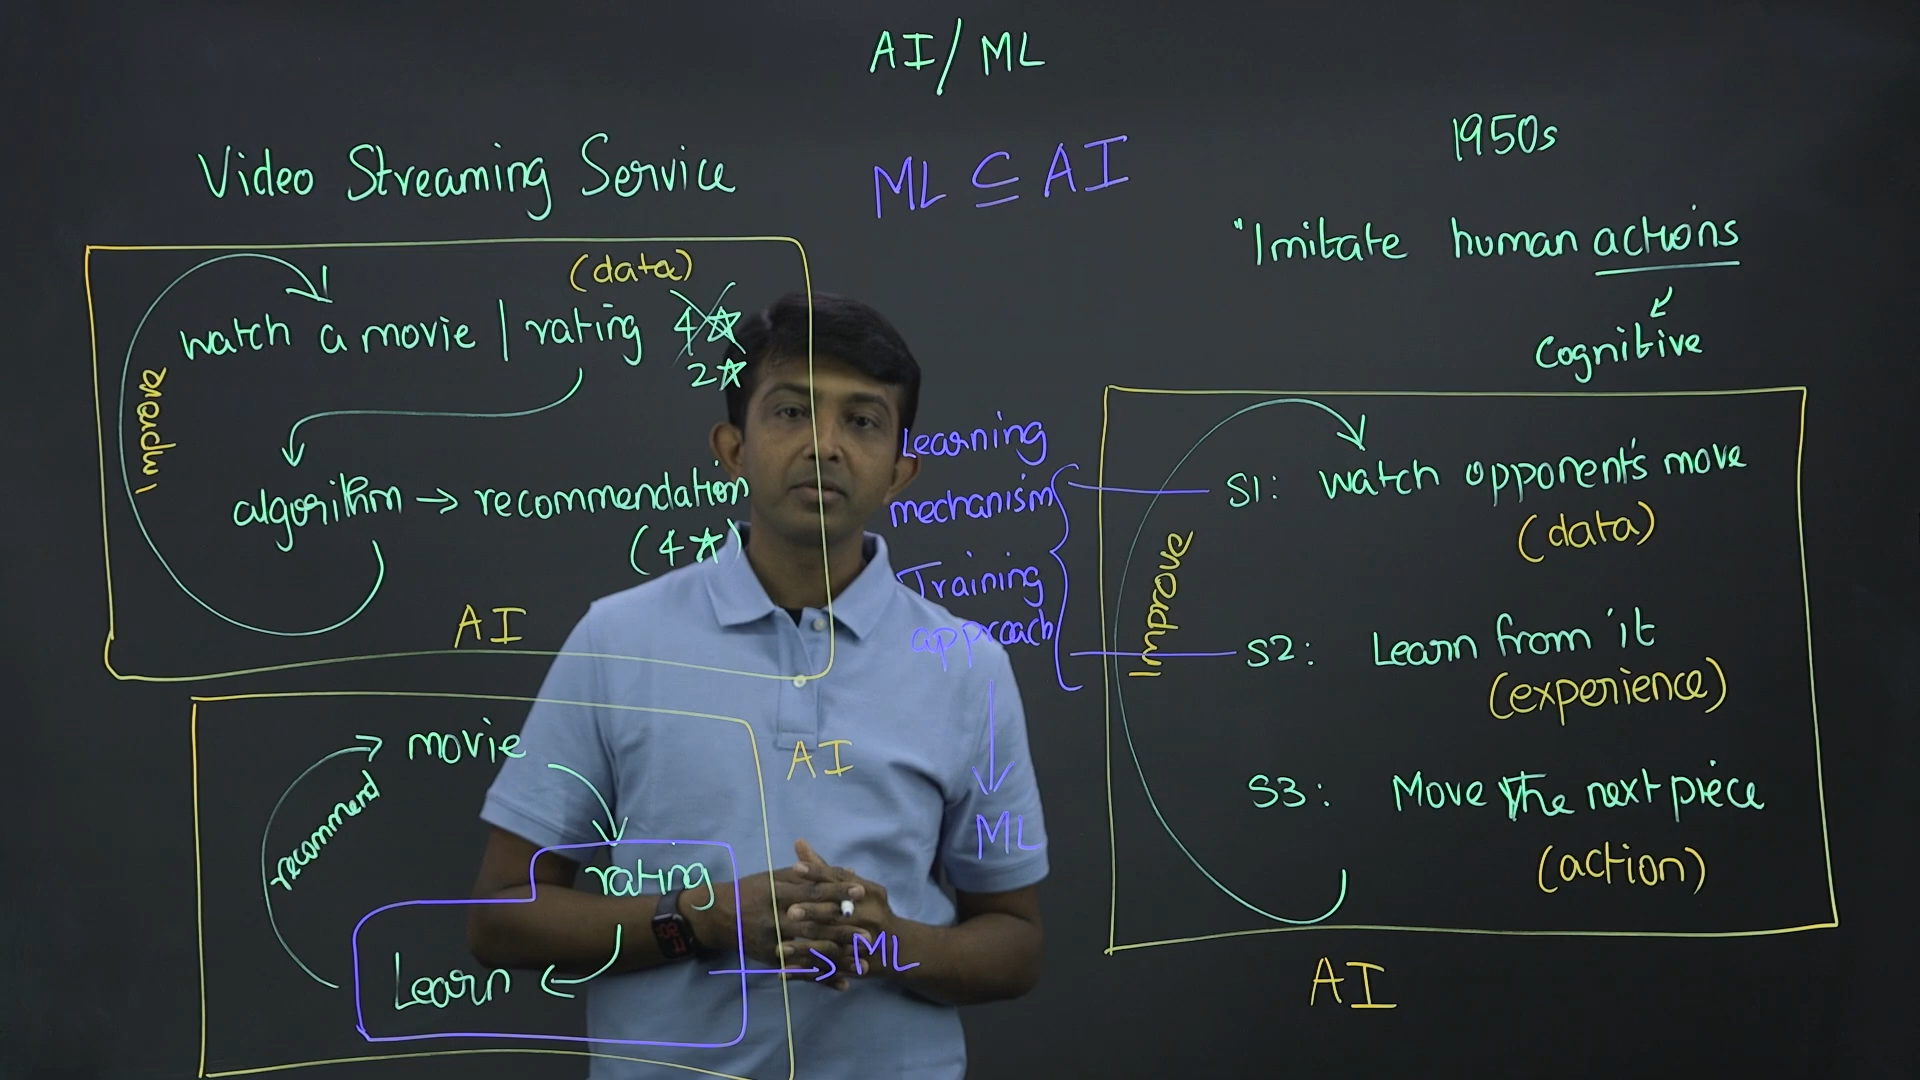 AI/ML
ML ⊆ AI
Video Streaming Service
(data)
watch a movie | rating 4☆
2☆
Improve
algorithm → recommendation
(4☆)
AI
movie
rating
Learn
recommend
AI
ML
1950s
"Imitate human actions
Cognitive
Learning
mechanism
Training
approach
ML
S1: watch opponent's move
(data)
S2: Learn from it
(experience)
S3: Move the next piece
(action)
Improve
AI